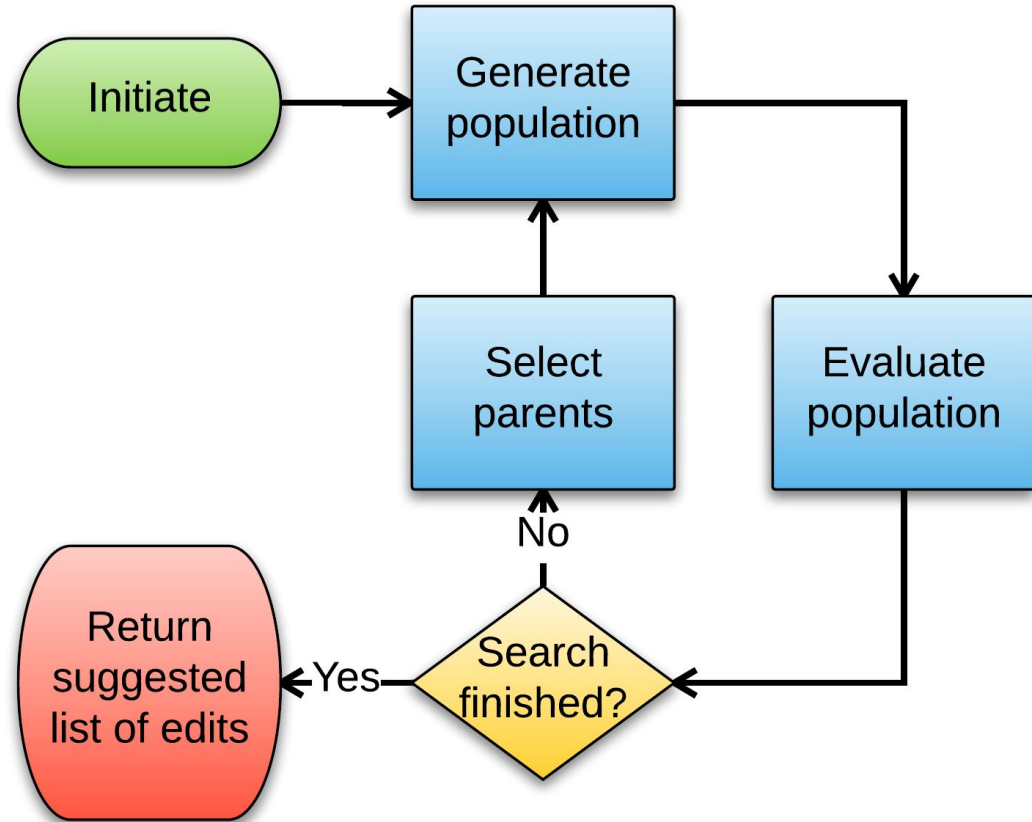 Initiate
Generate
population
Select
parents
Evaluate
population
No
Search
finished?
Yes
Return
suggested
list of edits